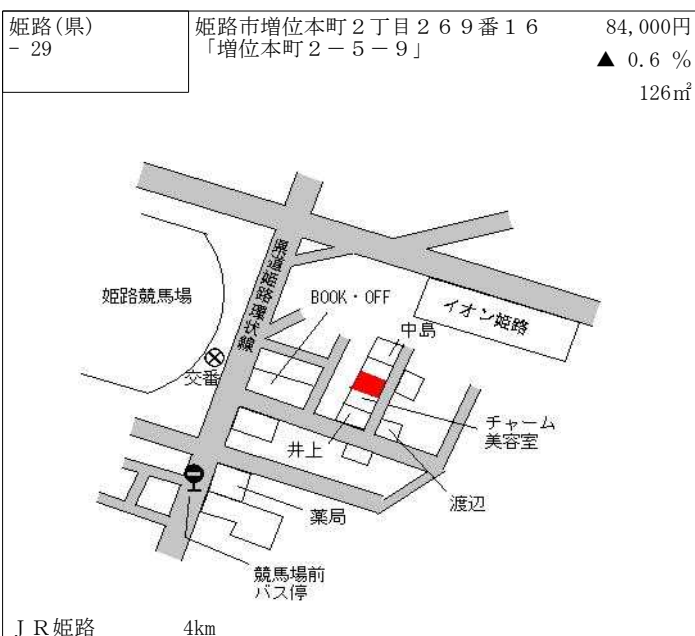 姫路(県)
- 29
姫路市増位本町２丁目２６９番１６
「増位本町２－５－９」
84,000円
▲ 0.6 %
126㎡
県道姫路環状線
姫路競馬場
BOOK・OFF
イオン姫路
中島
交番
チャーム
美容室
井上
渡辺
薬局
競馬場前
バス停
ＪＲ姫路 4km